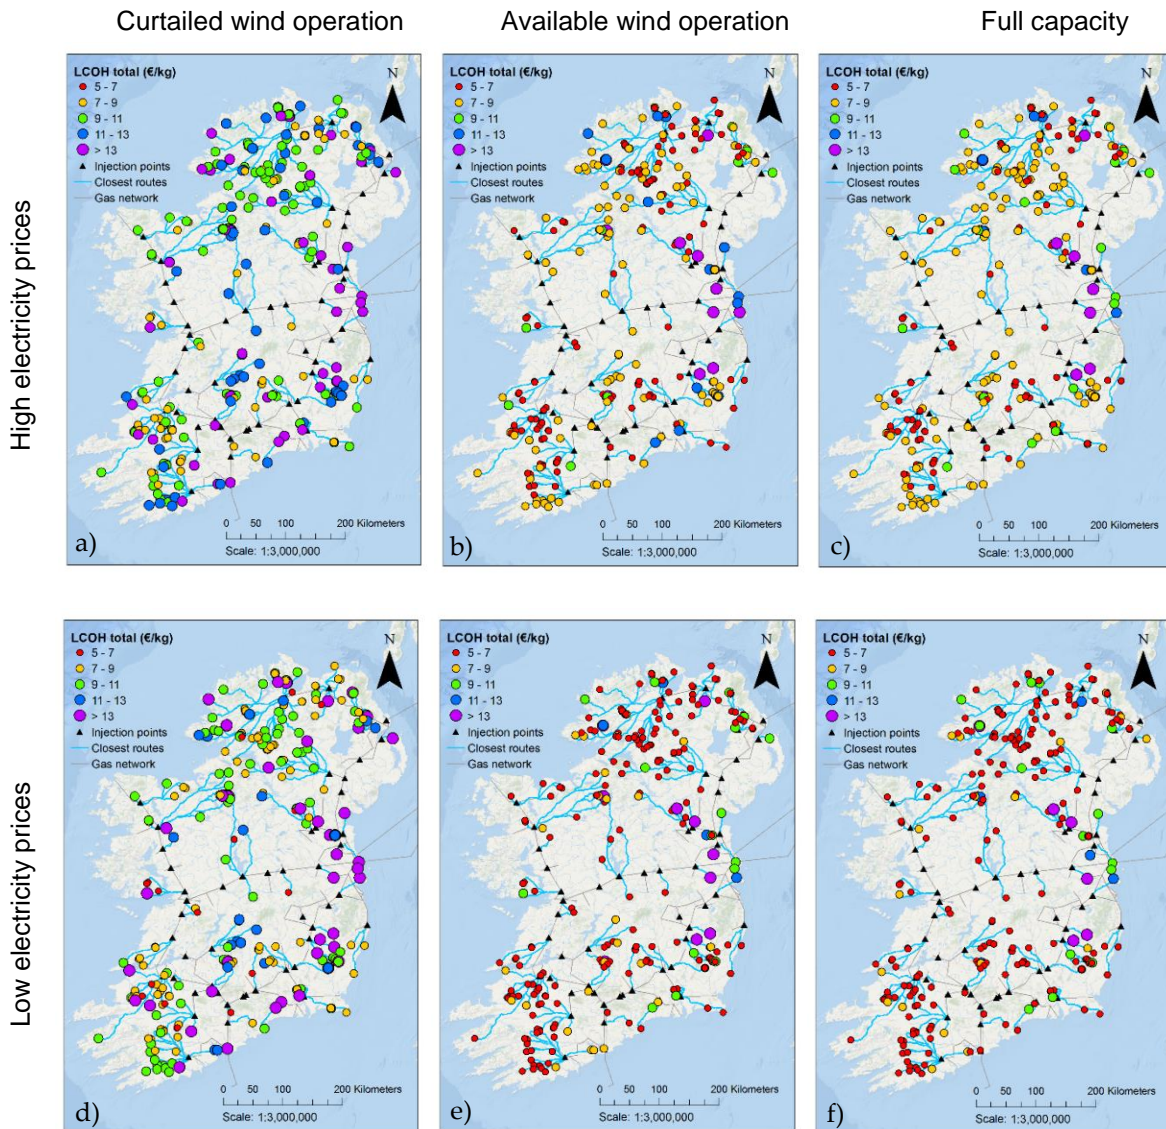 Curtailed wind operation
Available wind operation
Full capacity
High electricity prices
LCOH total (€/kg)
5 - 7
7 - 9
9 - 11
11 - 13
> 13
Injection points
Closest routes
Gas network
N
0 50 100 200 Kilometers
Scale: 1:3,000,000
a)
LCOH total (€/kg)
5 - 7
7 - 9
9 - 11
11 - 13
> 13
Injection points
Closest routes
Gas network
N
0 50 100 200 Kilometers
Scale: 1:3,000,000
b)
LCOH total (€/kg)
5 - 7
7 - 9
9 - 11
11 - 13
> 13
Injection points
Closest routes
Gas network
N
0 50 100 200 Kilometers
Scale: 1:3,000,000
c)
Low electricity prices
LCOH total (€/kg)
5 - 7
7 - 9
9 - 11
11 - 13
> 13
Injection points
Closest routes
Gas network
N
0 50 100 200 Kilometers
Scale: 1:3,000,000
d)
LCOH total (€/kg)
5 - 7
7 - 9
9 - 11
11 - 13
> 13
Injection points
Closest routes
Gas network
N
0 50 100 200 Kilometers
Scale: 1:3,000,000
e)
LCOH total (€/kg)
5 - 7
7 - 9
9 - 11
11 - 13
> 13
Injection points
Closest routes
Gas network
N
0 50 100 200 Kilometers
Scale: 1:3,000,000
f)